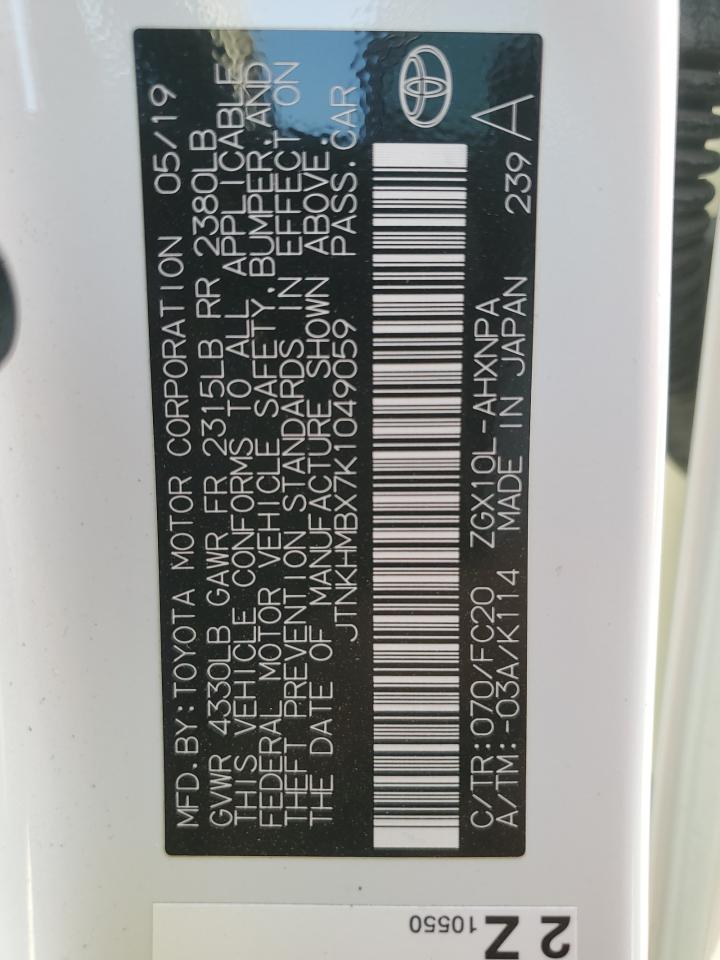 MFD.BY:TOYOTA MOTOR CORPORATION 05/19
GVWR 4330LB GAWR FR 2315LB RR 2380LB
THIS VEHICLE CONFORMS TO ALL APPLICABLE
FEDERAL MOTOR VEHICLE SAFETY,BUMPER,AND
THEFT PREVENTION STANDARDS IN EFFECT ON
THE DATE OF MANUFACTURE SHOWN ABOVE.
JTNKHMBX7K1049059 PASS.CAR
C/TR:070/FC20 ZGX10L-AHXNPA 239
A/TM:-03A/K114 MADE IN JAPAN A
2 Z 10550